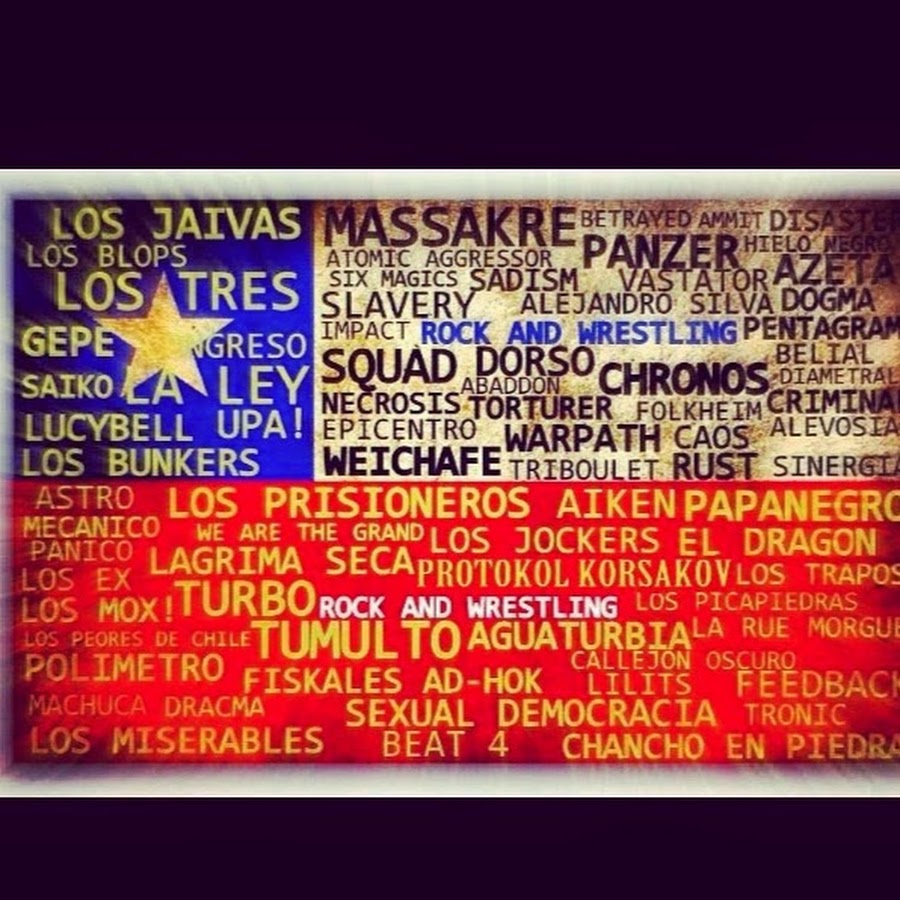 LOS JAIVAS
LOS BLOPS
LOS TRES
GEPE NGRESO
SAIKO LA LEY
LUCYBELL UPA!
LOS BUNKERS
MASSAKRE BETRAYED AMMIT DISASTER
ATOMIC AGGRESSOR PANZER HIELO NEGRO
SIX MAGICS SADISM VASTATOR AZETA
SLAVERY ALEJANDRO SILVA DOGMA
IMPACT ROCK AND WRESTLING PENTAGRAM
SQUAD DORSO BELIAL
ABADDON CHRONOS DIAMETRAL
NECROSIS TORTURER FOLKHEIM CRIMINAL
EPICENTRO WARPATH CAOS ALEVOSIA
WEICHAFE TRIBOULET RUST SINERGIA
ASTRO LOS PRISIONEROS AIKEN PAPANEGRO
MECANICO WE ARE THE GRAND LOS JOCKERS EL DRAGON
PANICO LAGRIMA SECA
LOS EX PROTOKOL KORSAKOV LOS TRAPOS
LOS MOX! TURBO ROCK AND WRESTLING LOS PICAPIEDRAS
LOS PEORES DE CHILE TUMULTO AGUATURBIA LA RUE MORGUE
POLIMETRO CALLEJON OSCURO
FISKALES AD-HOK LILITS FEEDBACK
MACHUCA DRACMA SEXUAL DEMOCRACIA TRONIC
LOS MISERABLES BEAT 4 CHANCHO EN PIEDRA